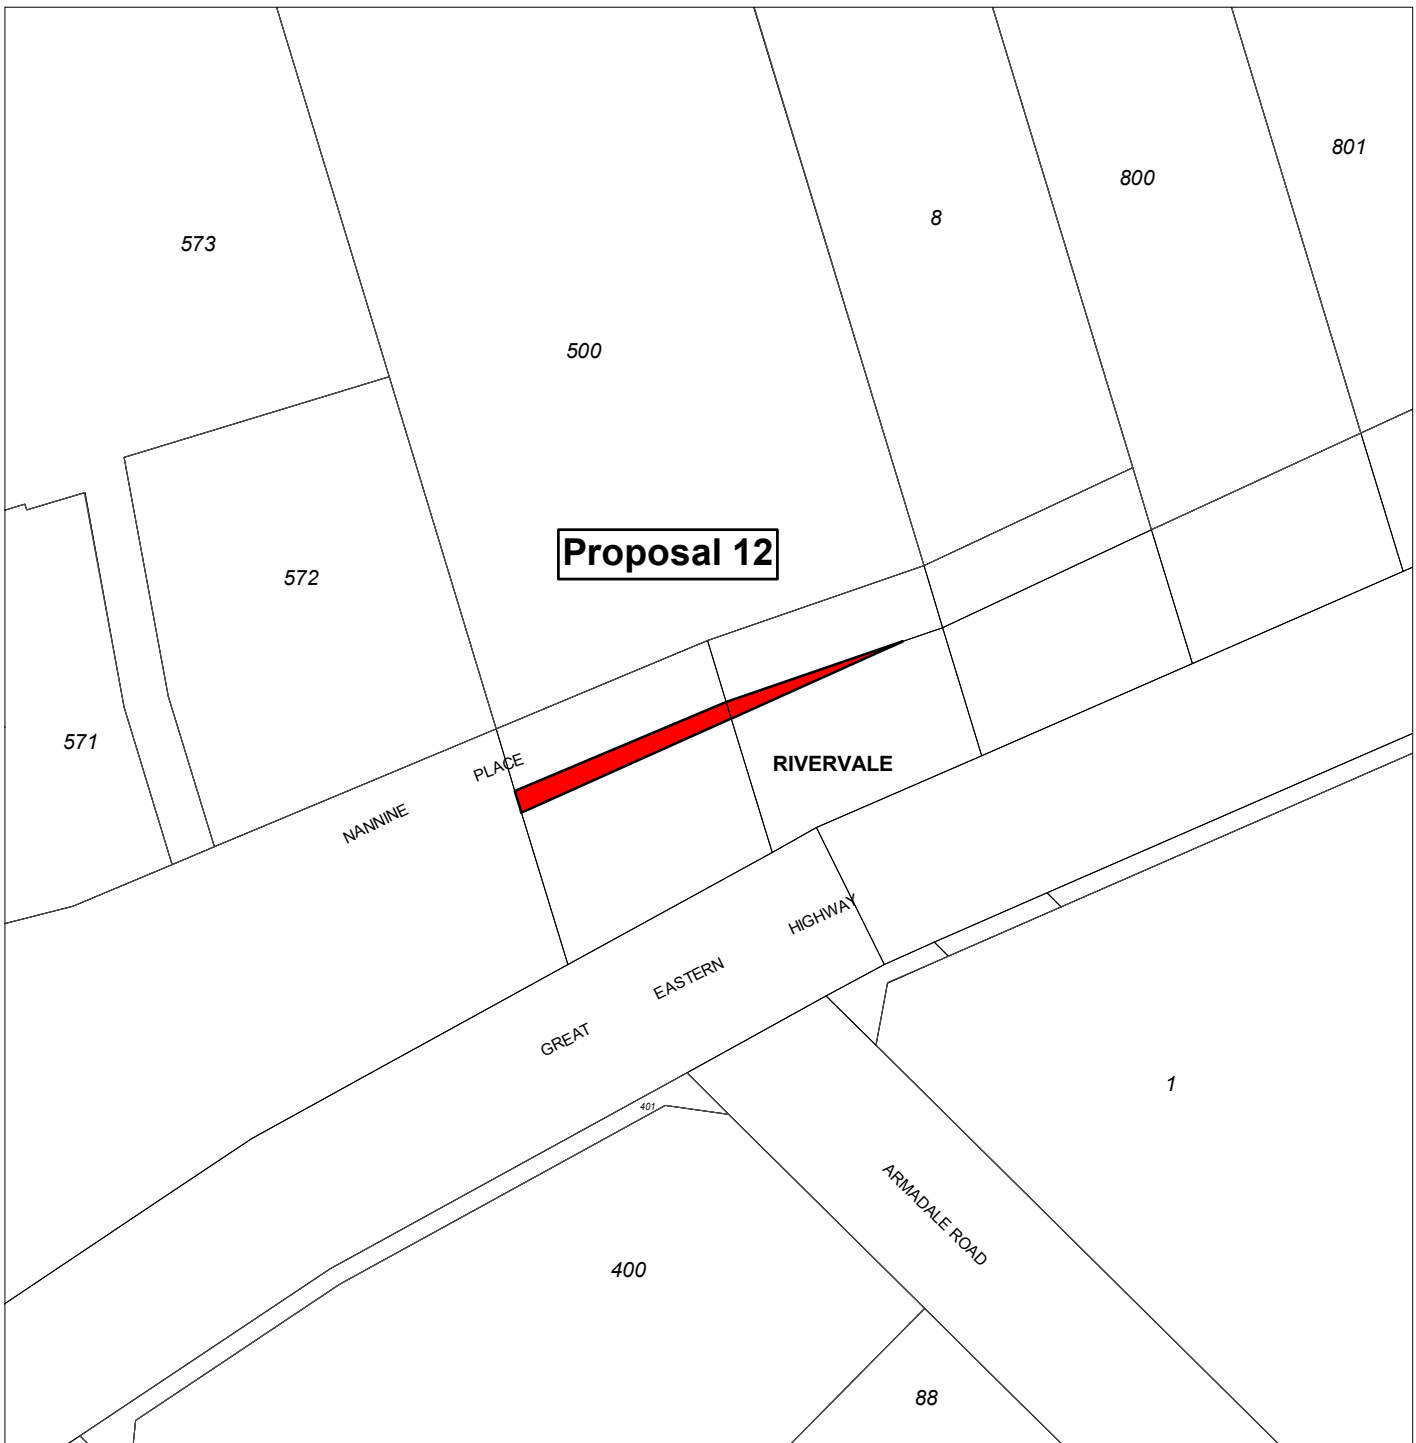 801
800
8
573
500
Proposal 12
572
571
NANNINE PLACE
RIVERVALE
GREAT EASTERN HIGHWAY
1
401
ARMADALE ROAD
400
88